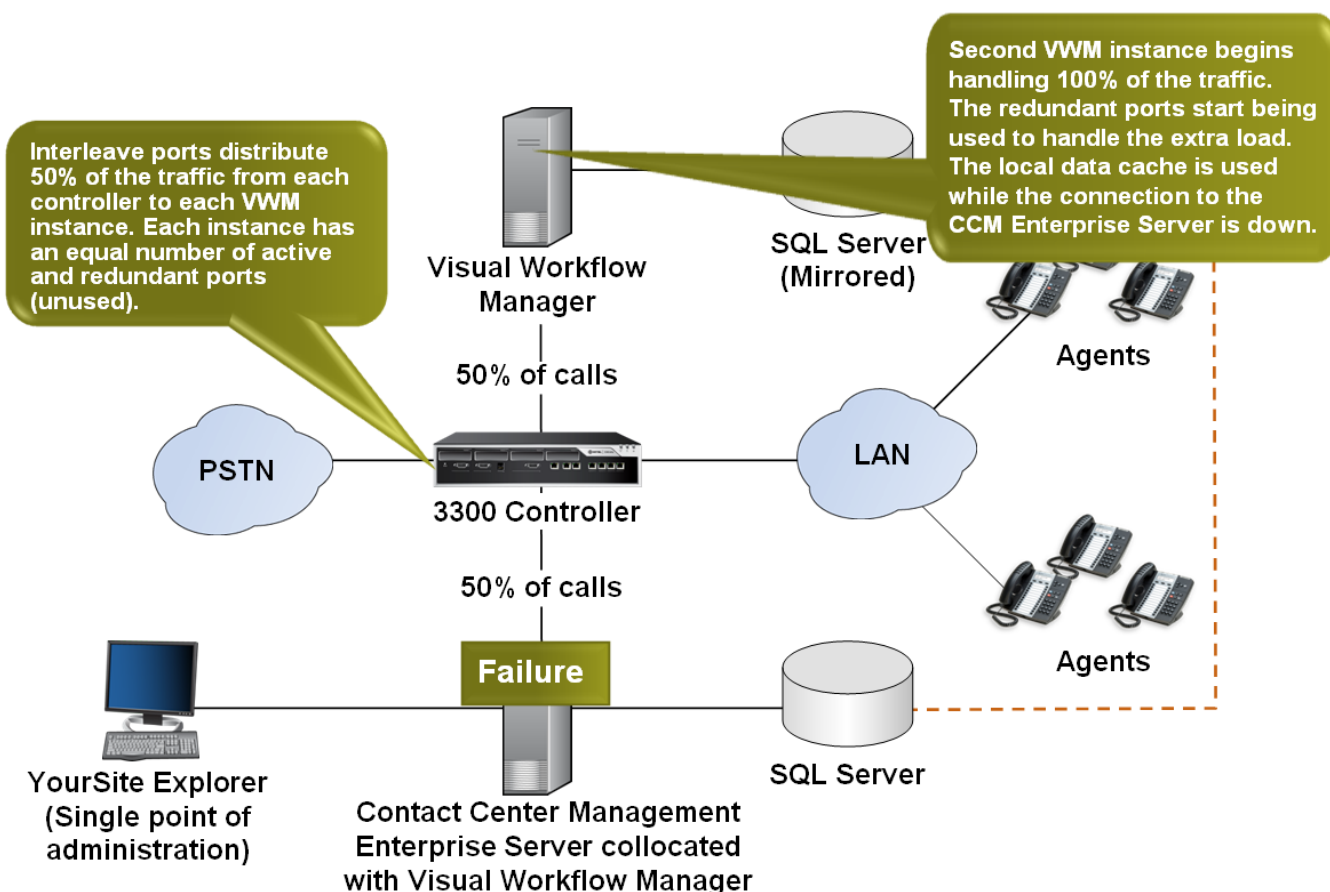 Second VWM instance begins
handling 100% of the traffic.
The redundant ports start being
used to handle the extra load.
The local data cache is used
while the connection to the
CCM Enterprise Server is down.
Interleave ports distribute
50% of the traffic from each
controller to each VWM
instance. Each instance has
an equal number of active
and redundant ports
(unused).
Visual Workflow
Manager
SQL Server
(Mirrored)
Agents
50% of calls
PSTN
LAN
3300 Controller
50% of calls
Failure
Agents
YourSite Explorer
(Single point of
administration)
SQL Server
Contact Center Management
Enterprise Server collocated
with Visual Workflow Manager